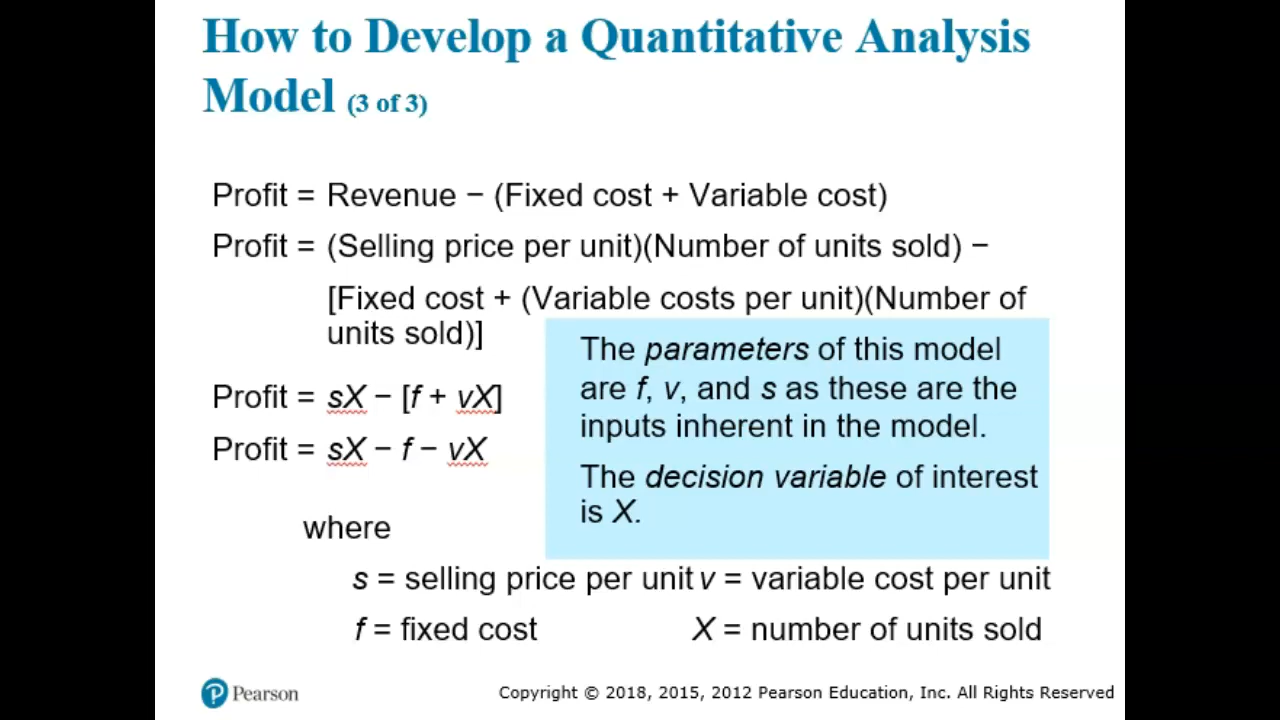 How to Develop a Quantitative Analysis
Model (3 of 3)
Profit = Revenue − (Fixed cost + Variable cost)
Profit = (Selling price per unit)(Number of units sold) −
[Fixed cost + (Variable costs per unit)(Number of
units sold)]
Profit = sX − [f + vX]
Profit = sX − f − vX
The parameters of this model
are f, v, and s as these are the
inputs inherent in the model.
The decision variable of interest
is X.
where
s = selling price per unit v = variable cost per unit
f = fixed cost X = number of units sold
Pearson Copyright © 2018, 2015, 2012 Pearson Education, Inc. All Rights Reserved